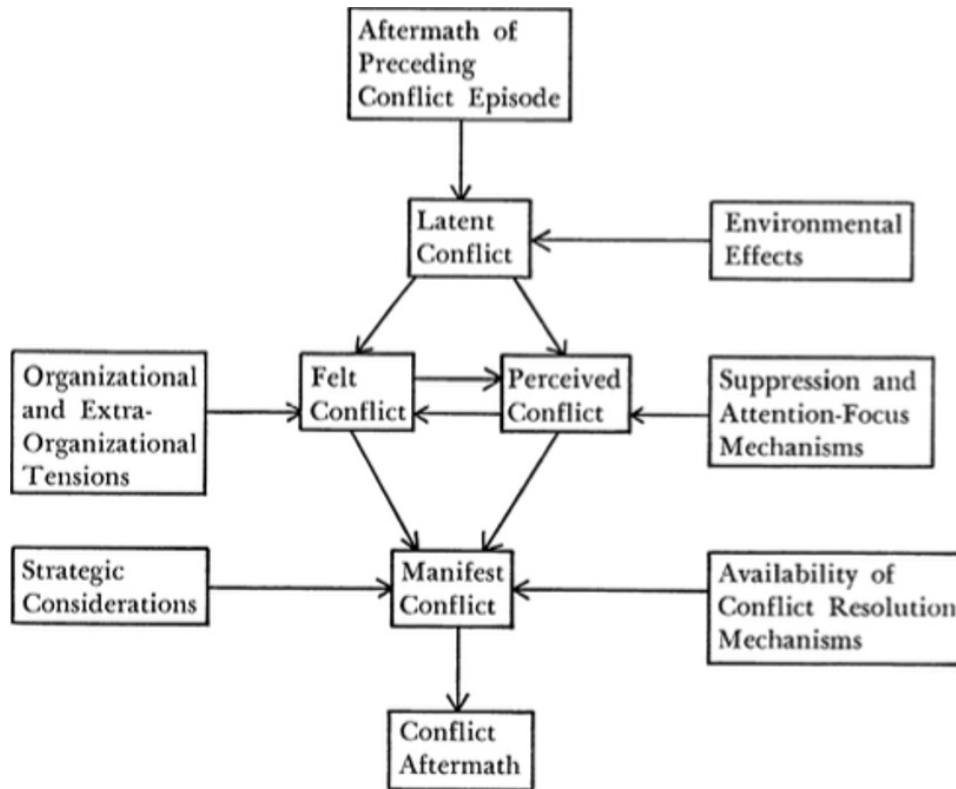 Aftermath of
Preceding
Conflict Episode
Latent
Conflict
Environmental
Effects
Organizational
and Extra-
Organizational
Tensions
Felt
Conflict
Perceived
Conflict
Suppression and
Attention-Focus
Mechanisms
Strategic
Considerations
Manifest
Conflict
Availability of
Conflict Resolution
Mechanisms
Conflict
Aftermath